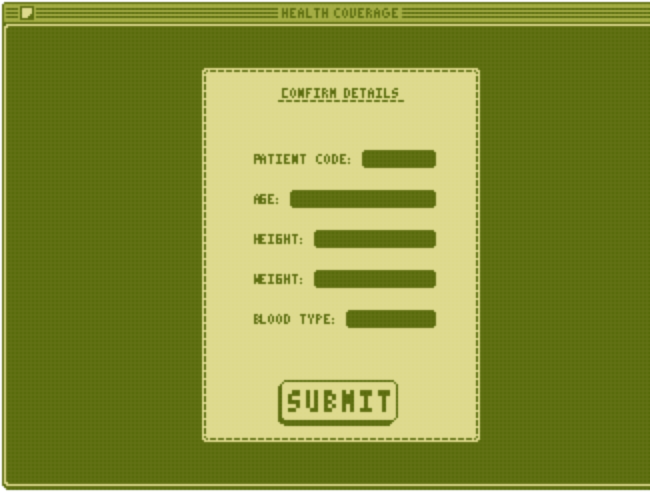 HEALTH COVERAGE
CONFIRM DETAILS
PATIENT CODE:
AGE:
HEIGHT:
WEIGHT:
BLOOD TYPE:
SUBMIT